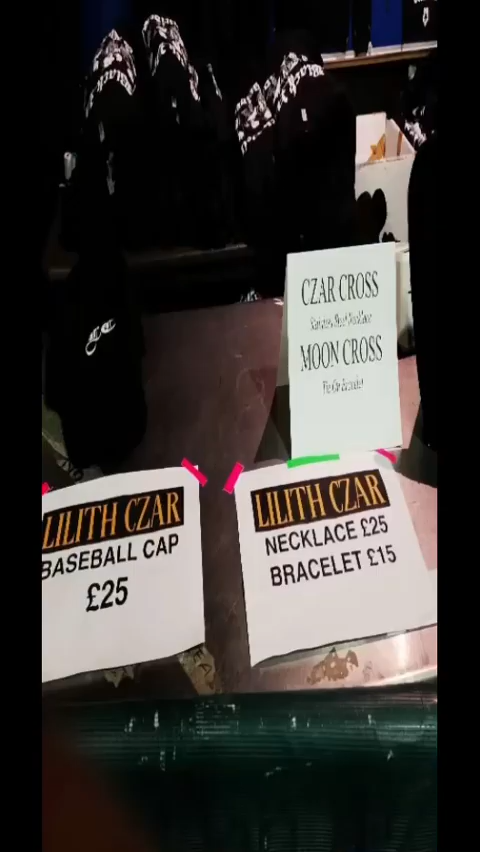 CZAR CROSS
MOON CROSS
LILITH CZAR
BASEBALL CAP
£25
LILITH CZAR
NECKLACE £25
BRACELET £15